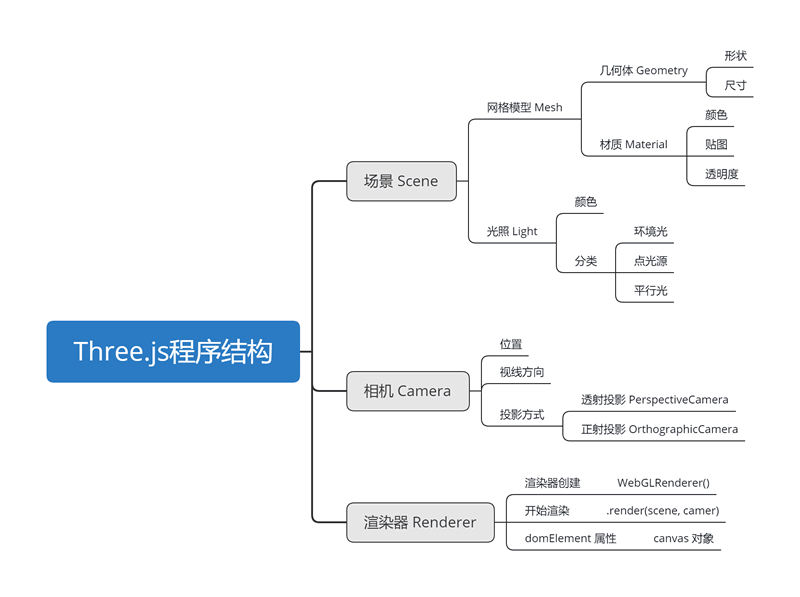 Three.js程序结构
场景 Scene
网格模型 Mesh
几何体 Geometry
形状
尺寸
材质 Material
颜色
贴图
透明度
光照 Light
颜色
分类
环境光
点光源
平行光
相机 Camera
位置
视线方向
投影方式
透射投影 PerspectiveCamera
正射投影 OrthographicCamera
渲染器 Renderer
渲染器创建 WebGLRenderer()
开始渲染 .render(scene, camer)
domElement 属性 canvas 对象